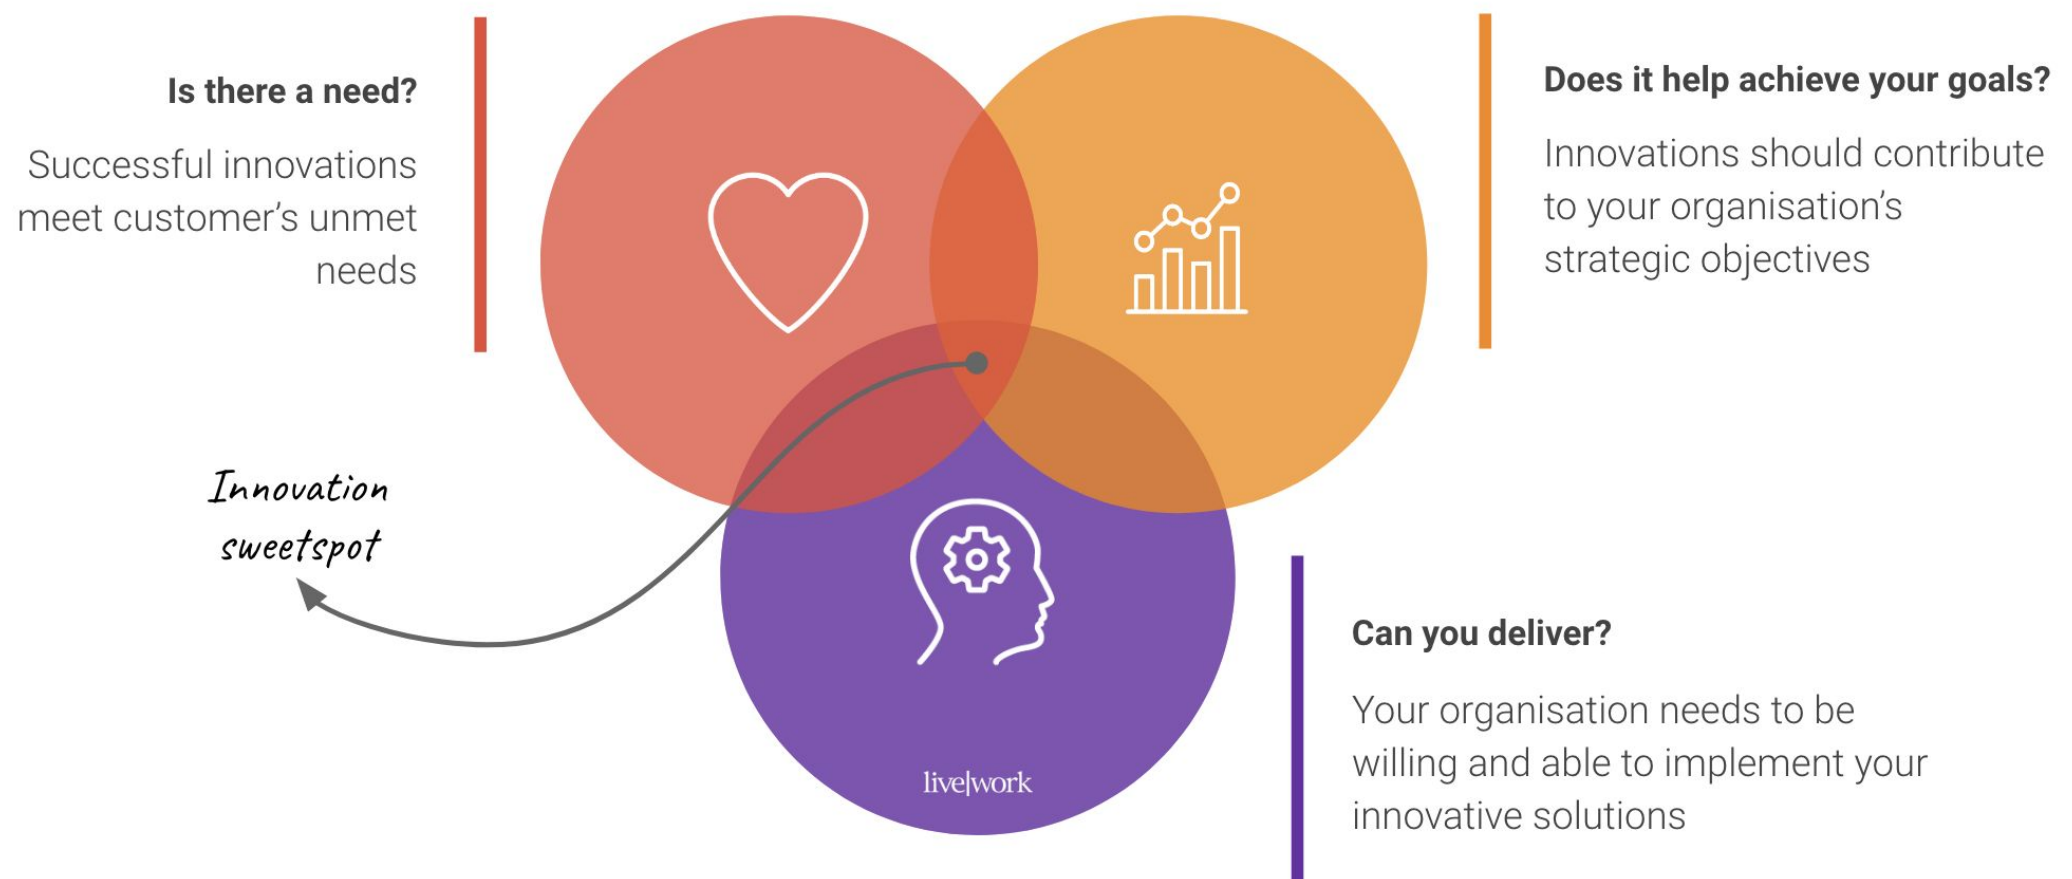 Is there a need?
Successful innovations
meet customer's unmet
needs
Does it help achieve your goals?
Innovations should contribute
to your organisation's
strategic objectives
Innovation
sweetspot
Can you deliver?
Your organisation needs to be
willing and able to implement your
innovative solutions
live|work